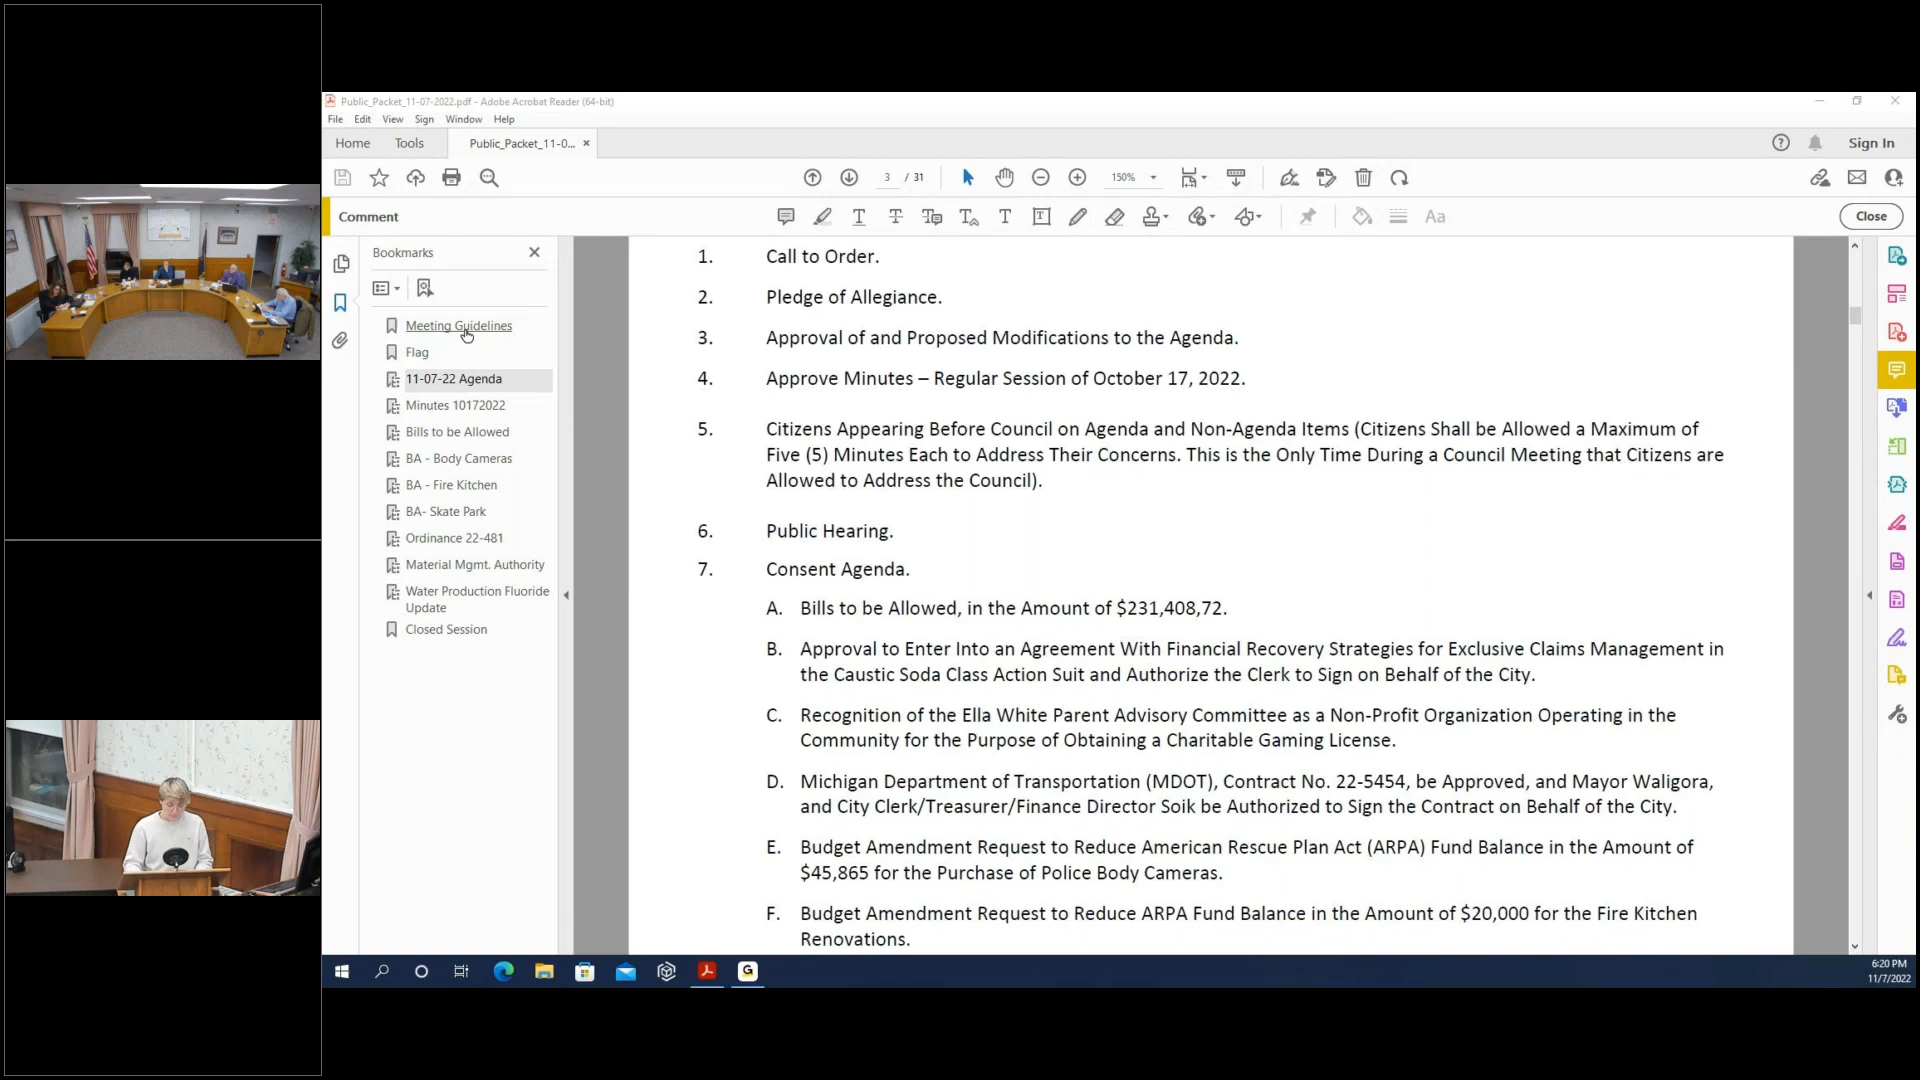 Public_Packet_11-07-2022.pdf - Adobe Acrobat Reader (64-bit)
File Edit View Sign Window Help
Home Tools Public_Packet_11-0... × Sign In
3 / 31 150%
Comment Close
Bookmarks
Meeting Guidelines
Flag
11-07-22 Agenda
Minutes 10172022
Bills to be Allowed
BA - Body Cameras
BA - Fire Kitchen
BA- Skate Park
Ordinance 22-481
Material Mgmt. Authority
Water Production Fluoride
Update
Closed Session
1. Call to Order.
2. Pledge of Allegiance.
3. Approval of and Proposed Modifications to the Agenda.
4. Approve Minutes – Regular Session of October 17, 2022.
5. Citizens Appearing Before Council on Agenda and Non-Agenda Items (Citizens Shall be Allowed a Maximum of
Five (5) Minutes Each to Address Their Concerns. This is the Only Time During a Council Meeting that Citizens are
Allowed to Address the Council).
6. Public Hearing.
7. Consent Agenda.
A. Bills to be Allowed, in the Amount of $231,408,72.
B. Approval to Enter Into an Agreement With Financial Recovery Strategies for Exclusive Claims Management in
the Caustic Soda Class Action Suit and Authorize the Clerk to Sign on Behalf of the City.
C. Recognition of the Ella White Parent Advisory Committee as a Non-Profit Organization Operating in the
Community for the Purpose of Obtaining a Charitable Gaming License.
D. Michigan Department of Transportation (MDOT), Contract No. 22-5454, be Approved, and Mayor Waligora,
and City Clerk/Treasurer/Finance Director Soik be Authorized to Sign the Contract on Behalf of the City.
E. Budget Amendment Request to Reduce American Rescue Plan Act (ARPA) Fund Balance in the Amount of
$45,865 for the Purchase of Police Body Cameras.
F. Budget Amendment Request to Reduce ARPA Fund Balance in the Amount of $20,000 for the Fire Kitchen
Renovations.
6:20 PM
11/7/2022